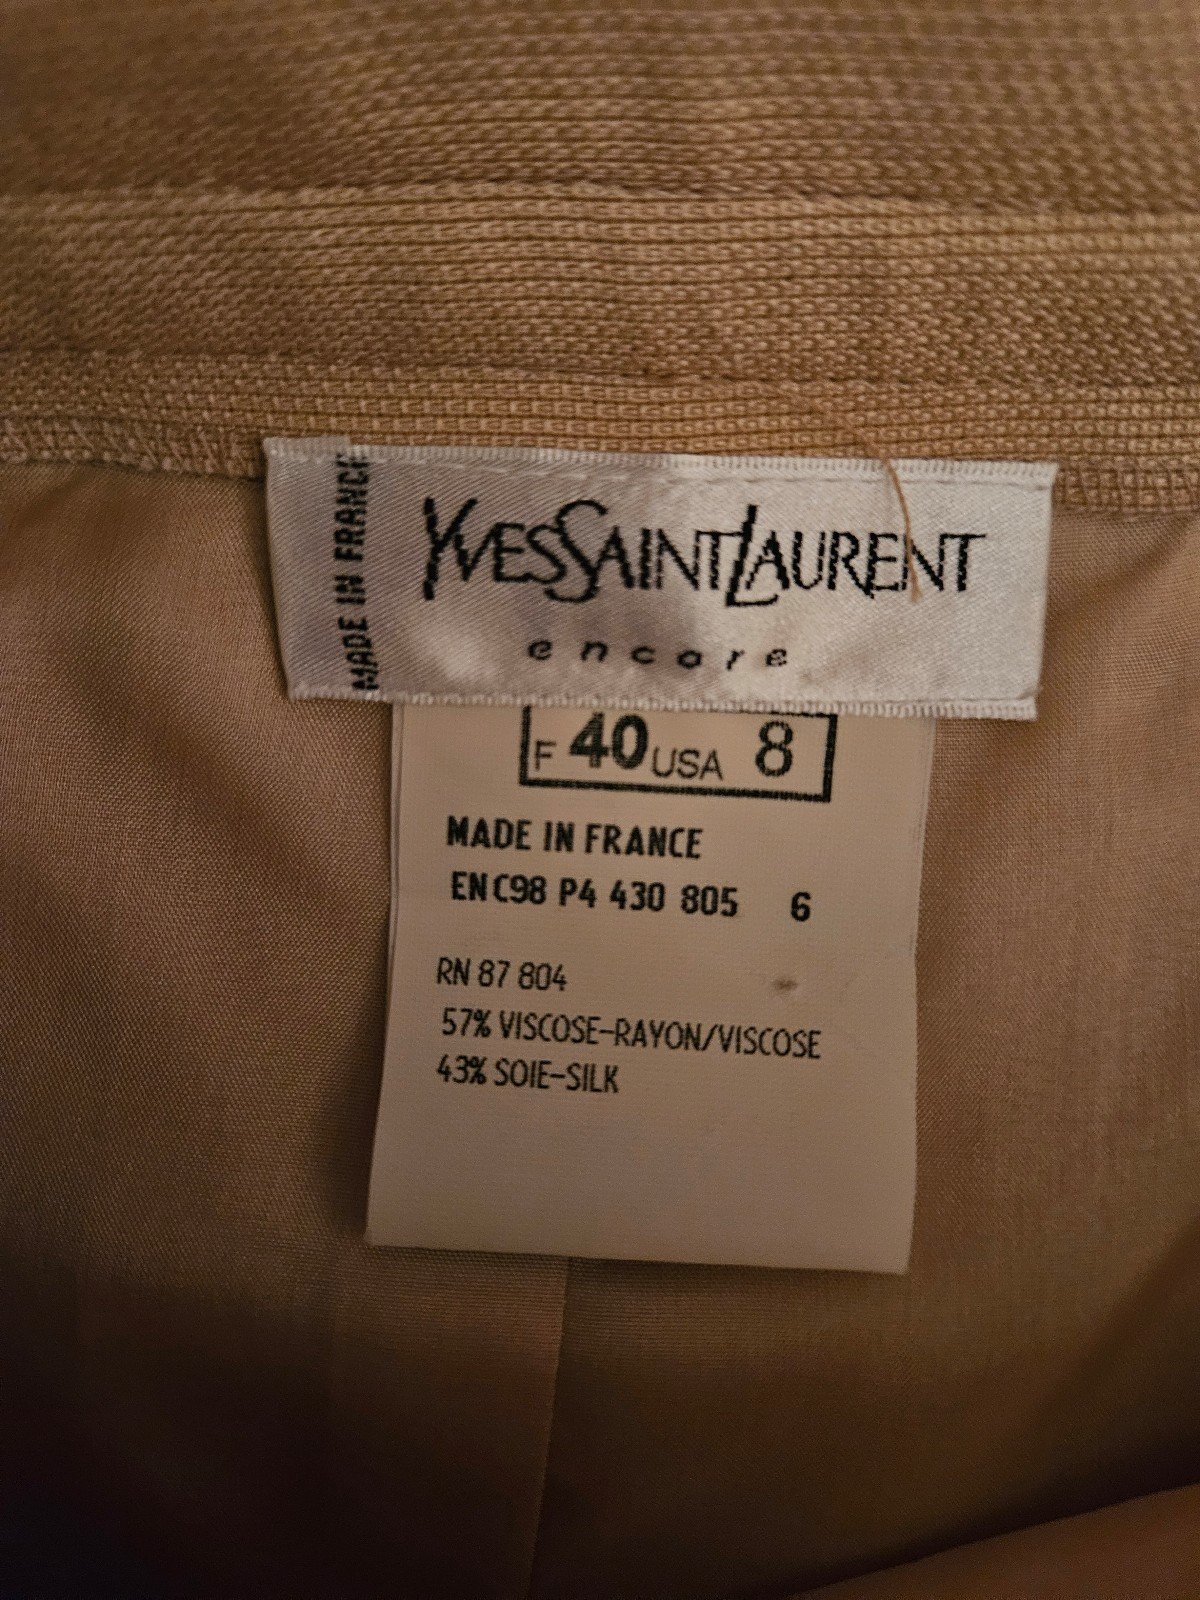 MADE IN FRANCE
YVESSAINTLAURENT
encore
F 40 USA 8
MADE IN FRANCE
ENC98 P4 430 805 6
RN 87 804
57% VISCOSE-RAYON/VISCOSE
43% SOIE-SILK